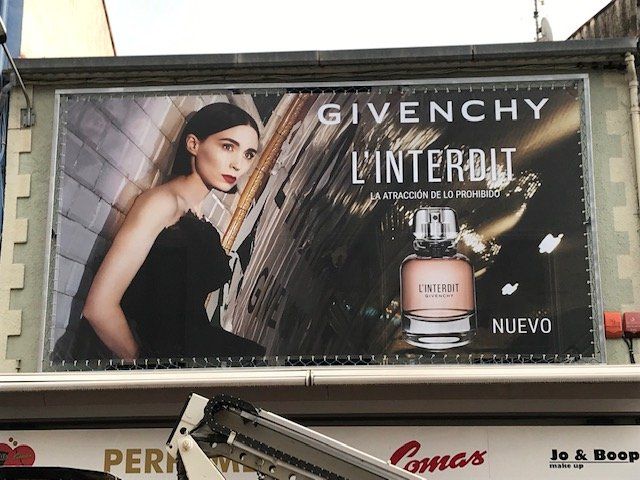 GIVENCHY
L'INTERDIT
LA ATRACCIÓN DE LO PROHIBIDO
L'INTERDIT
GIVENCHY
NUEVO
Comas
Jo & Boop
make up